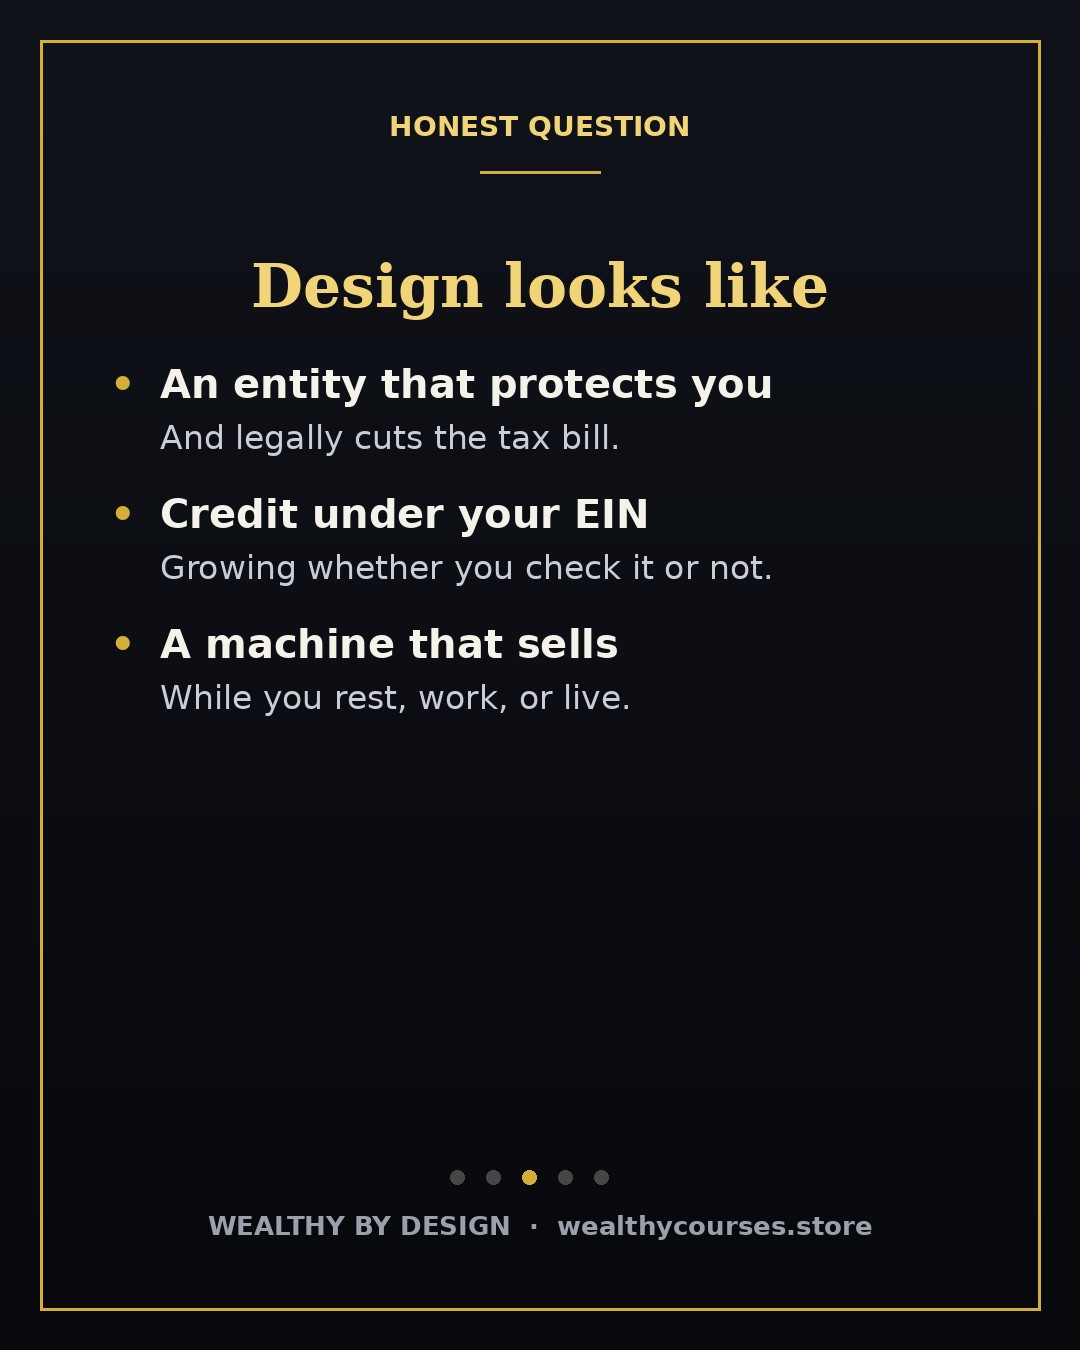 HONEST QUESTION
Design looks like
• An entity that protects you
And legally cuts the tax bill.
• Credit under your EIN
Growing whether you check it or not.
• A machine that sells
While you rest, work, or live.
WEALTHY BY DESIGN · wealthycourses.store